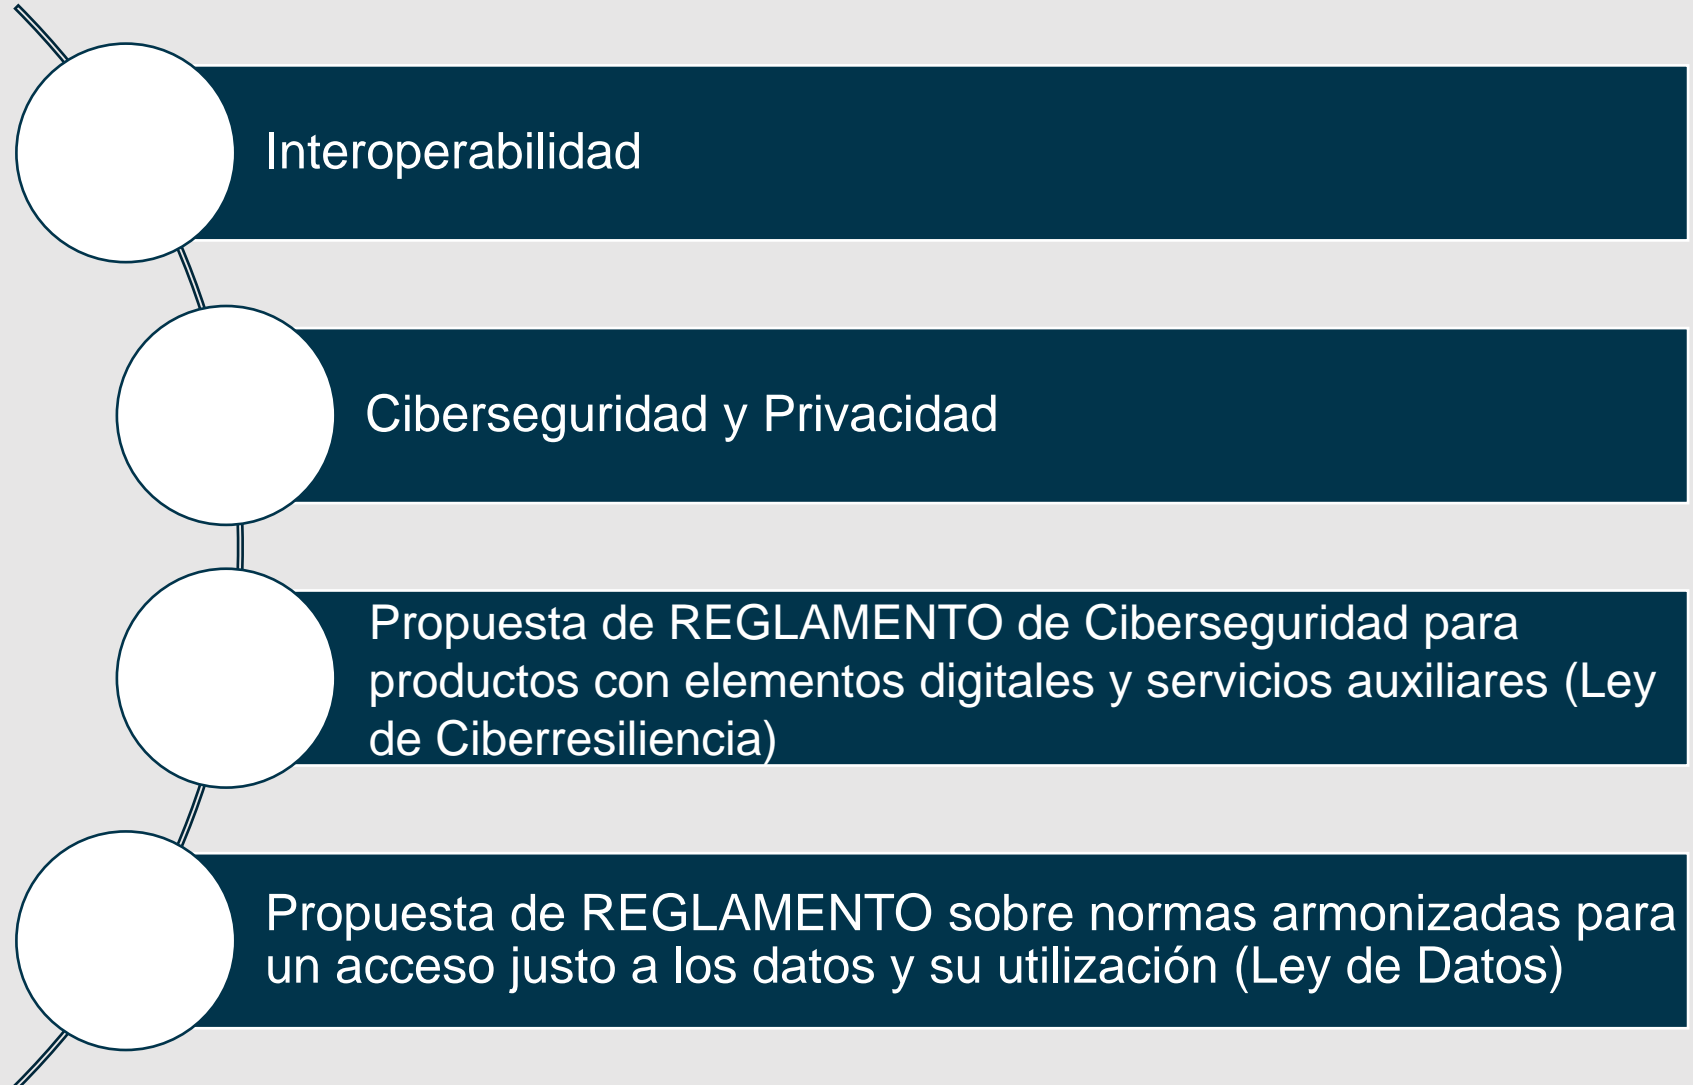 Interoperabilidad
Ciberseguridad y Privacidad
Propuesta de REGLAMENTO de Ciberseguridad para
productos con elementos digitales y servicios auxiliares (Ley
de Ciberresiliencia)
Propuesta de REGLAMENTO sobre normas armonizadas para
un acceso justo a los datos y su utilización (Ley de Datos)